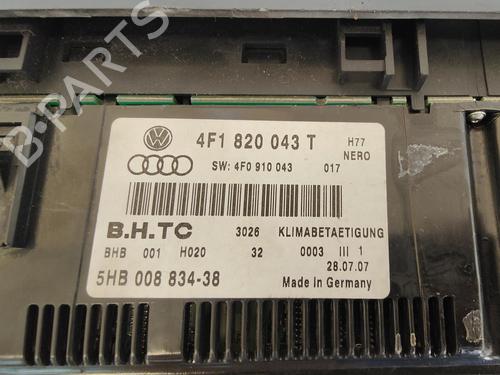 B-PARTS
4F1 820 043 T
H77
NERO
SW: 4F0 910 043 017
B.H.TC 3026 KLIMABETAETIGUNG
BHB 001 H020 32 0003 III 1
28.07.07
5HB 008 834-38 Made in Germany